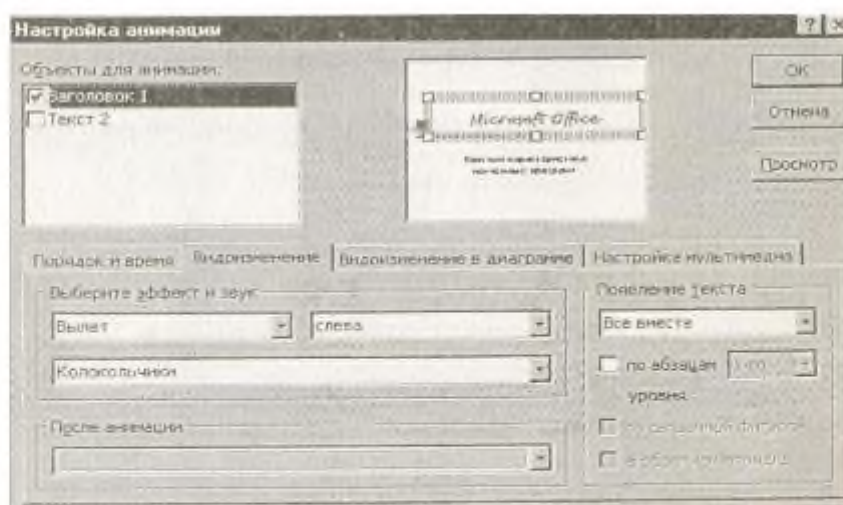 Настройка анимации
Объекты для анимации:
Заголовок 1
Текст 2
Microsoft Office
ОК
Отмена
Просмотр
Порядок и время
Видоизменение
Видоизменение в диаграмме
Настройка мультимедиа
Выберите эффект и звук
Вылет
слева
Колокольчики
После анимации
Появление текста
Все вместе
по абзацам
уровня